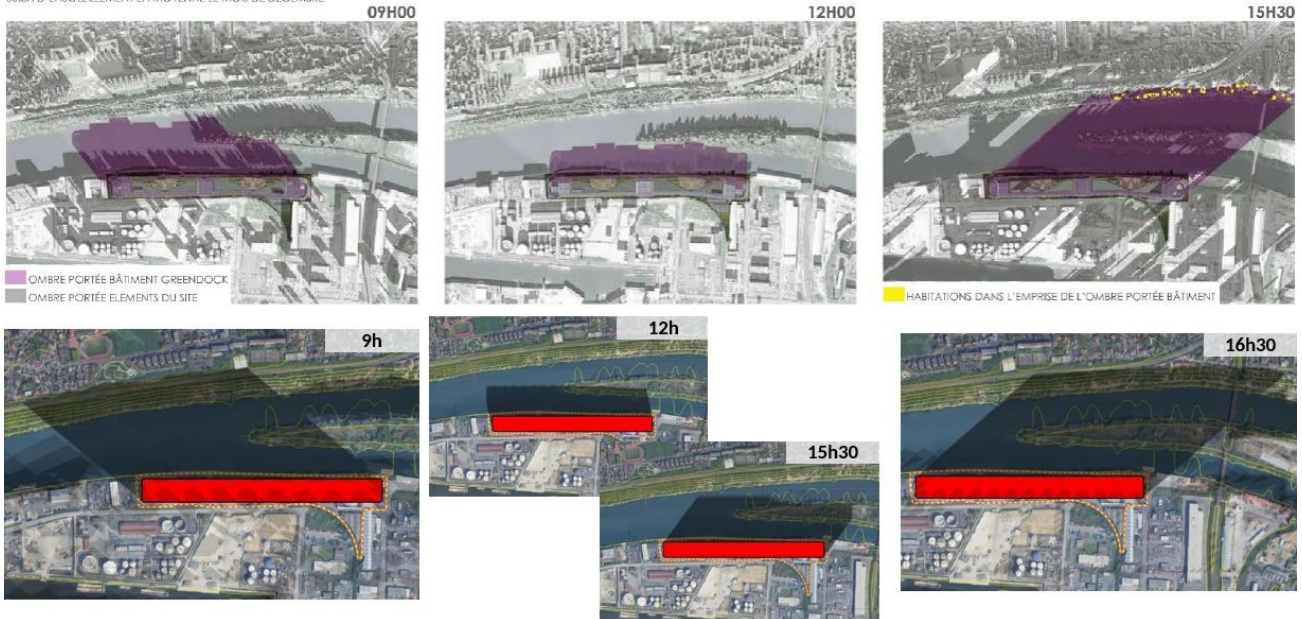 09H00
12H00
15H30
OMBRE PORTÉE BÂTIMENT GREENDOCK
OMBRE PORTÉE ELEMENTS DU SITE
HABITATIONS DANS L'EMPRISE DE L'OMBRE PORTÉE BÂTIMENT
9h
12h
15h30
16h30